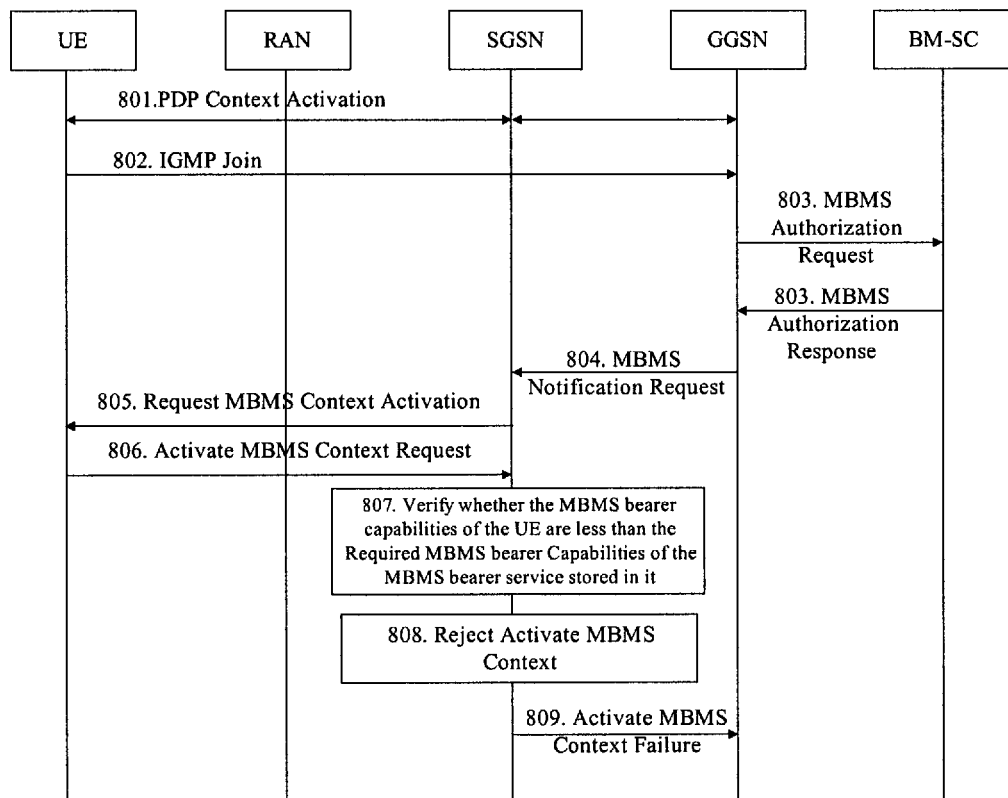 UE
RAN
SGSN
GGSN
BM-SC
801.PDP Context Activation
802. IGMP Join
803. MBMS
Authorization
Request
803. MBMS
Authorization
Response
804. MBMS
Notification Request
805. Request MBMS Context Activation
806. Activate MBMS Context Request
807. Verify whether the MBMS bearer
capabilities of the UE are less than the
Required MBMS bearer Capabilities of the
MBMS bearer service stored in it
808. Reject Activate MBMS
Context
809. Activate MBMS
Context Failure